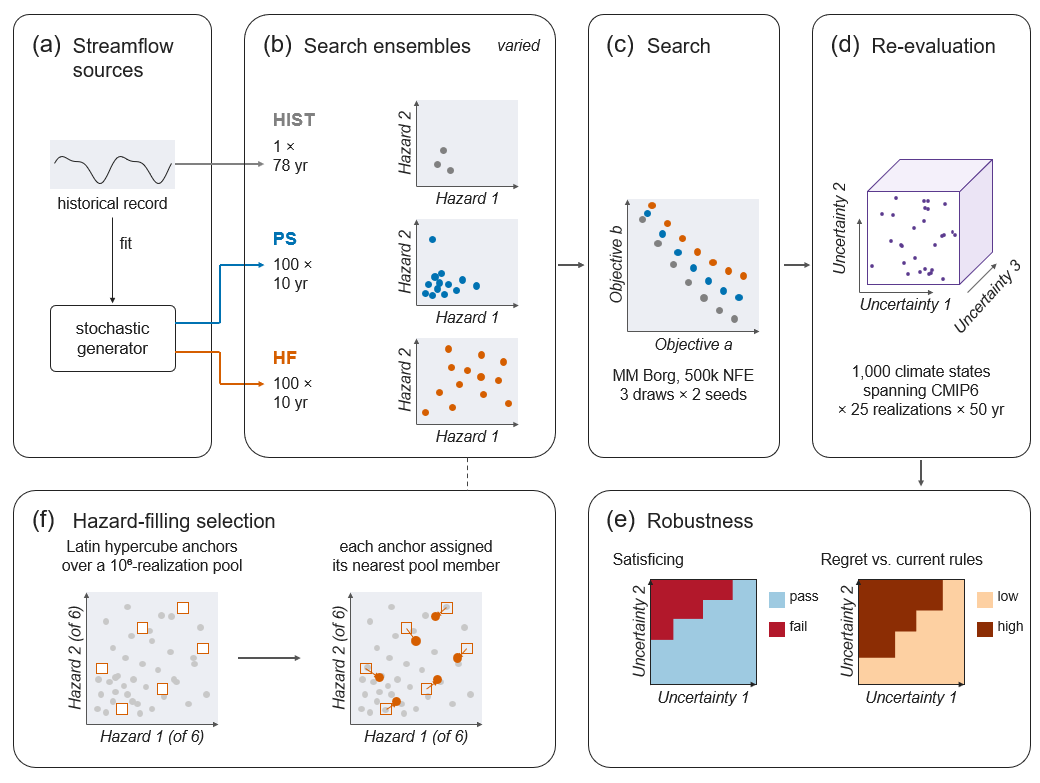 (a) Streamflow
sources
historical record
fit
stochastic
generator
(b) Search ensembles varied
HIST
1 ×
78 yr
Hazard 2
Hazard 1
PS
100 ×
10 yr
Hazard 2
Hazard 1
HF
100 ×
10 yr
Hazard 2
Hazard 1
(c) Search
Objective b
Objective a
MM Borg, 500k NFE
3 draws × 2 seeds
(d) Re-evaluation
Uncertainty 2
Uncertainty 1
Uncertainty 3
1,000 climate states
spanning CMIP6
× 25 realizations × 50 yr
(f) Hazard-filling selection
Latin hypercube anchors
over a 10⁶-realization pool
Hazard 2 (of 6)
Hazard 1 (of 6)
each anchor assigned
its nearest pool member
Hazard 2 (of 6)
Hazard 1 (of 6)
(e) Robustness
Satisficing
Uncertainty 2
Uncertainty 1
pass
fail
Regret vs. current rules
Uncertainty 2
Uncertainty 1
low
high